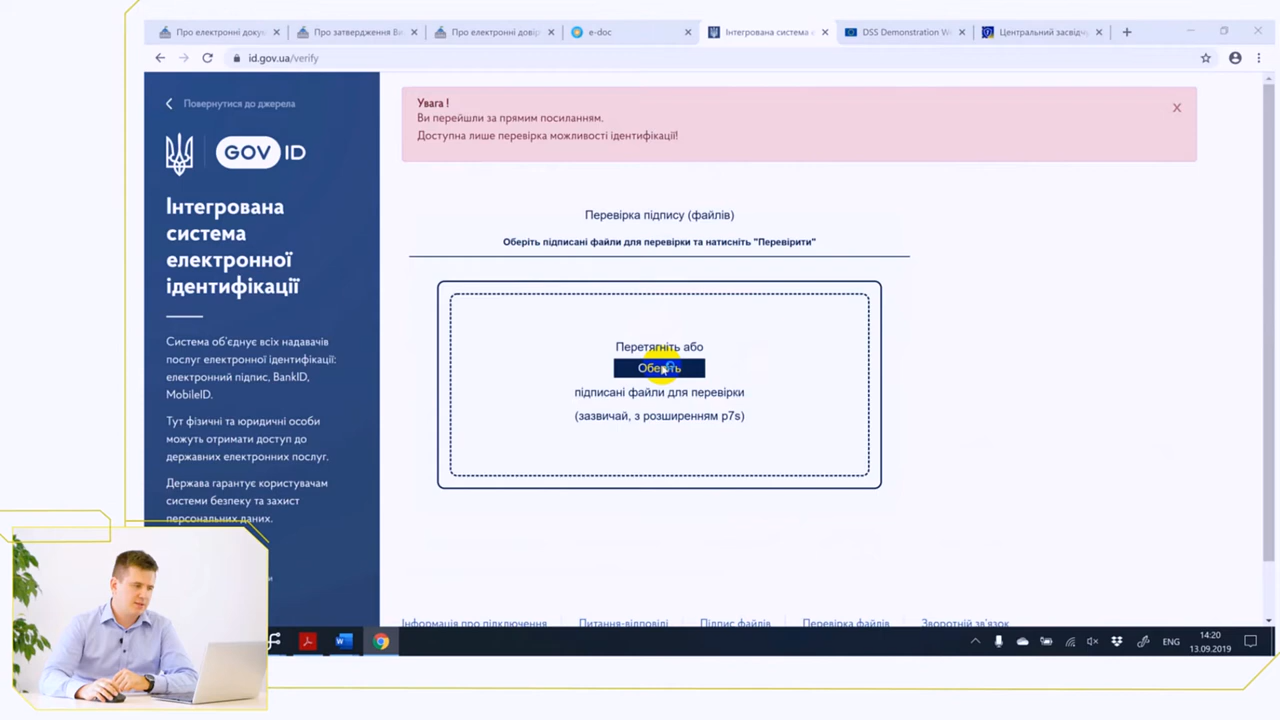 Про електронні доку
Про затвердження Ви
Про електронні довір
e-doc
Інтегрована система е
DSS Demonstration W
Центральний засвідч
id.gov.ua/verify
Повернутися до джерела
GOV ID
Інтегрована
система
електронної
ідентифікації
Система об'єднує всіх надавачів
послуг електронної ідентифікації:
електронний підпис, BankID,
MobileID.
Тут фізичні та юридичні особи
можуть отримати доступ до
державних електронних послуг.
Держава гарантує користувачам
системи безпеку та захист
персональних даних.
Увага !
Ви перейшли за прямим посиланням.
Доступна лише перевірка можливості ідентифікації!
Перевірка підпису (файлів)
Оберіть підписані файли для перевірки та натисніть "Перевірити"
Перетягніть або
Оберіть
підписані файли для перевірки
(зазвичай, з розширенням p7s)
Інформація про підключення
Питання-відповіді
Підпис файлів
Перевірка файлів
Зворотній зв'язок
ENG
14:20
13.09.2019